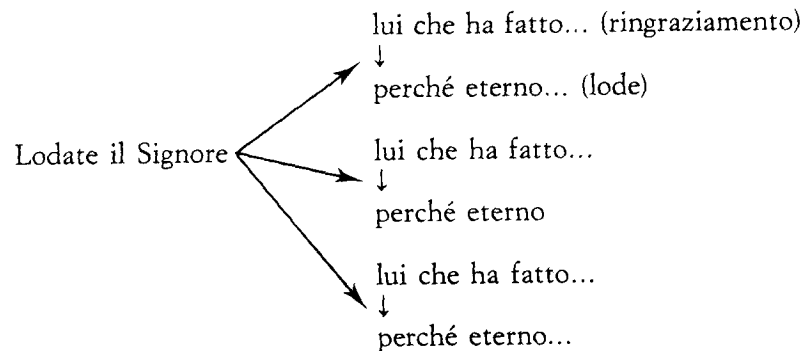 lui che ha fatto... (ringraziamento)
↓
perché eterno... (lode)
Lodate il Signore
lui che ha fatto...
↓
perché eterno
lui che ha fatto...
↓
perché eterno...